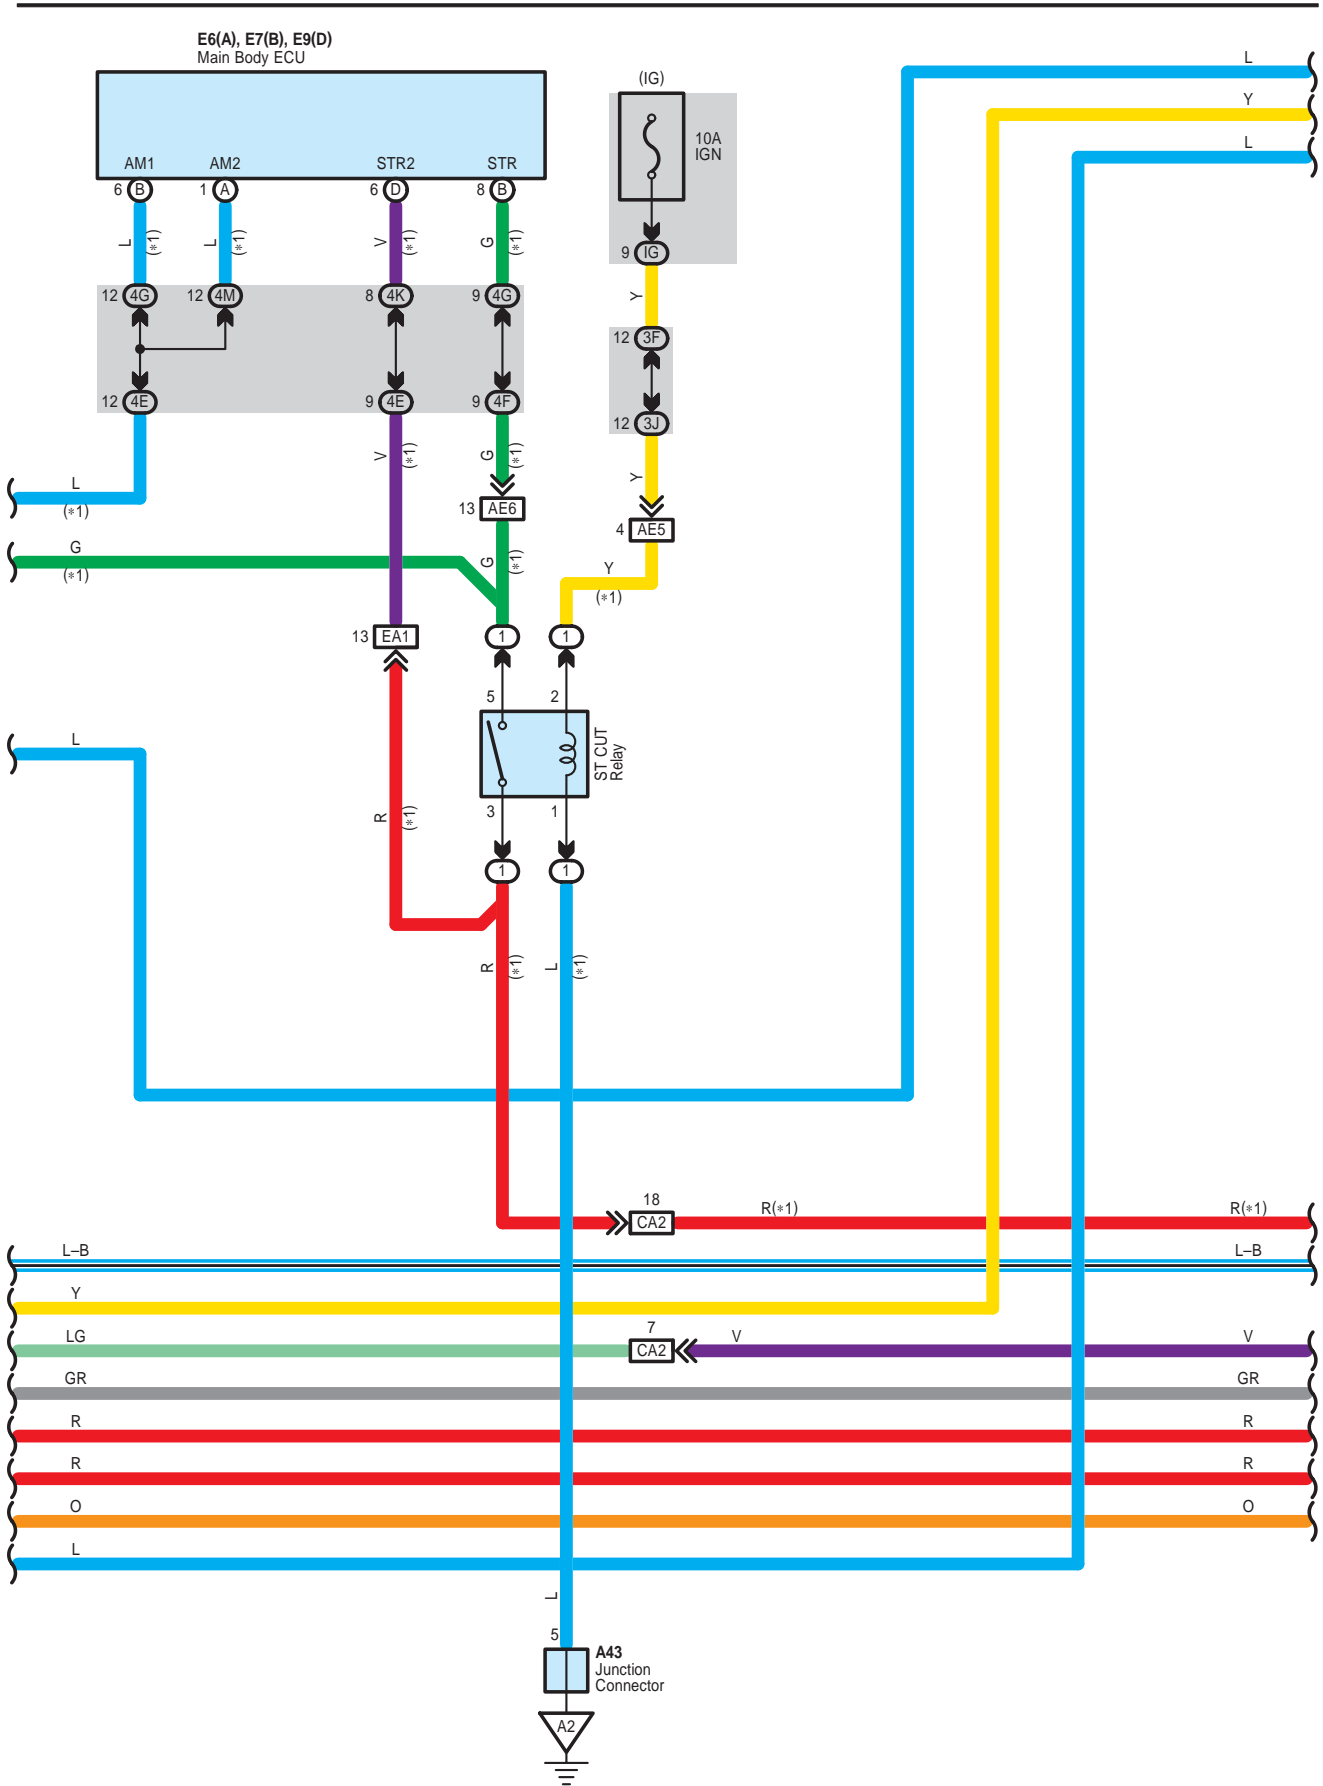 E6(A), E7(B), E9(D)
Main Body ECU
L
(IG)
Y
10A
IGN
L
AM1
AM2
STR2
STR
6 B
1 A
6 D
8 B
L
(*1)
L
(*1)
V
(*1)
G
(*1)
9 IG
Y
12 4G
12 4M
8 4K
9 4G
12 3F
12 4E
9 4E
9 4F
12 3J
V
(*1)
G
(*1)
Y
L
(*1)
13 AE6
4 AE5
G
(*1)
G
(*1)
Y
(*1)
13 EA1
1
1
5
2
L
ST CUT
Relay
R
(*1)
3
1
1
1
R
(*1)
L
(*1)
18
CA2
R(*1)
R(*1)
L–B
L–B
Y
7
LG
CA2
V
V
GR
GR
R
R
R
R
O
O
L
L
5
A43
Junction
Connector
A2